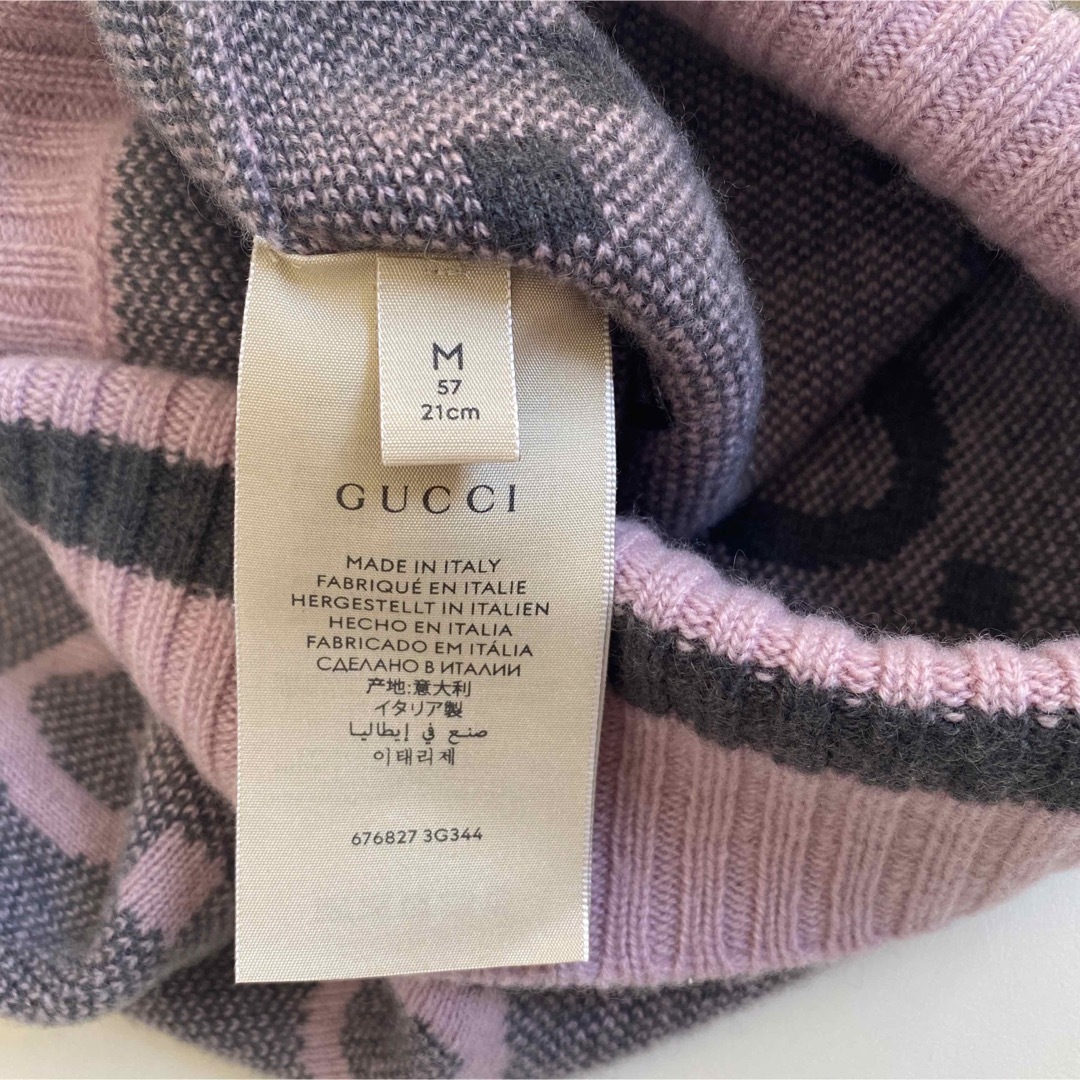 M
57
21cm
GUCCI
MADE IN ITALY
FABRIQUÉ EN ITALIE
HERGESTELLT IN ITALIEN
HECHO EN ITALIA
FABRICADO EM ITÁLIA
СДЕЛАНО В ИТАЛИИ
产地:意大利
イタリア製
صنع في إيطاليا
이태리제
676827 3G344